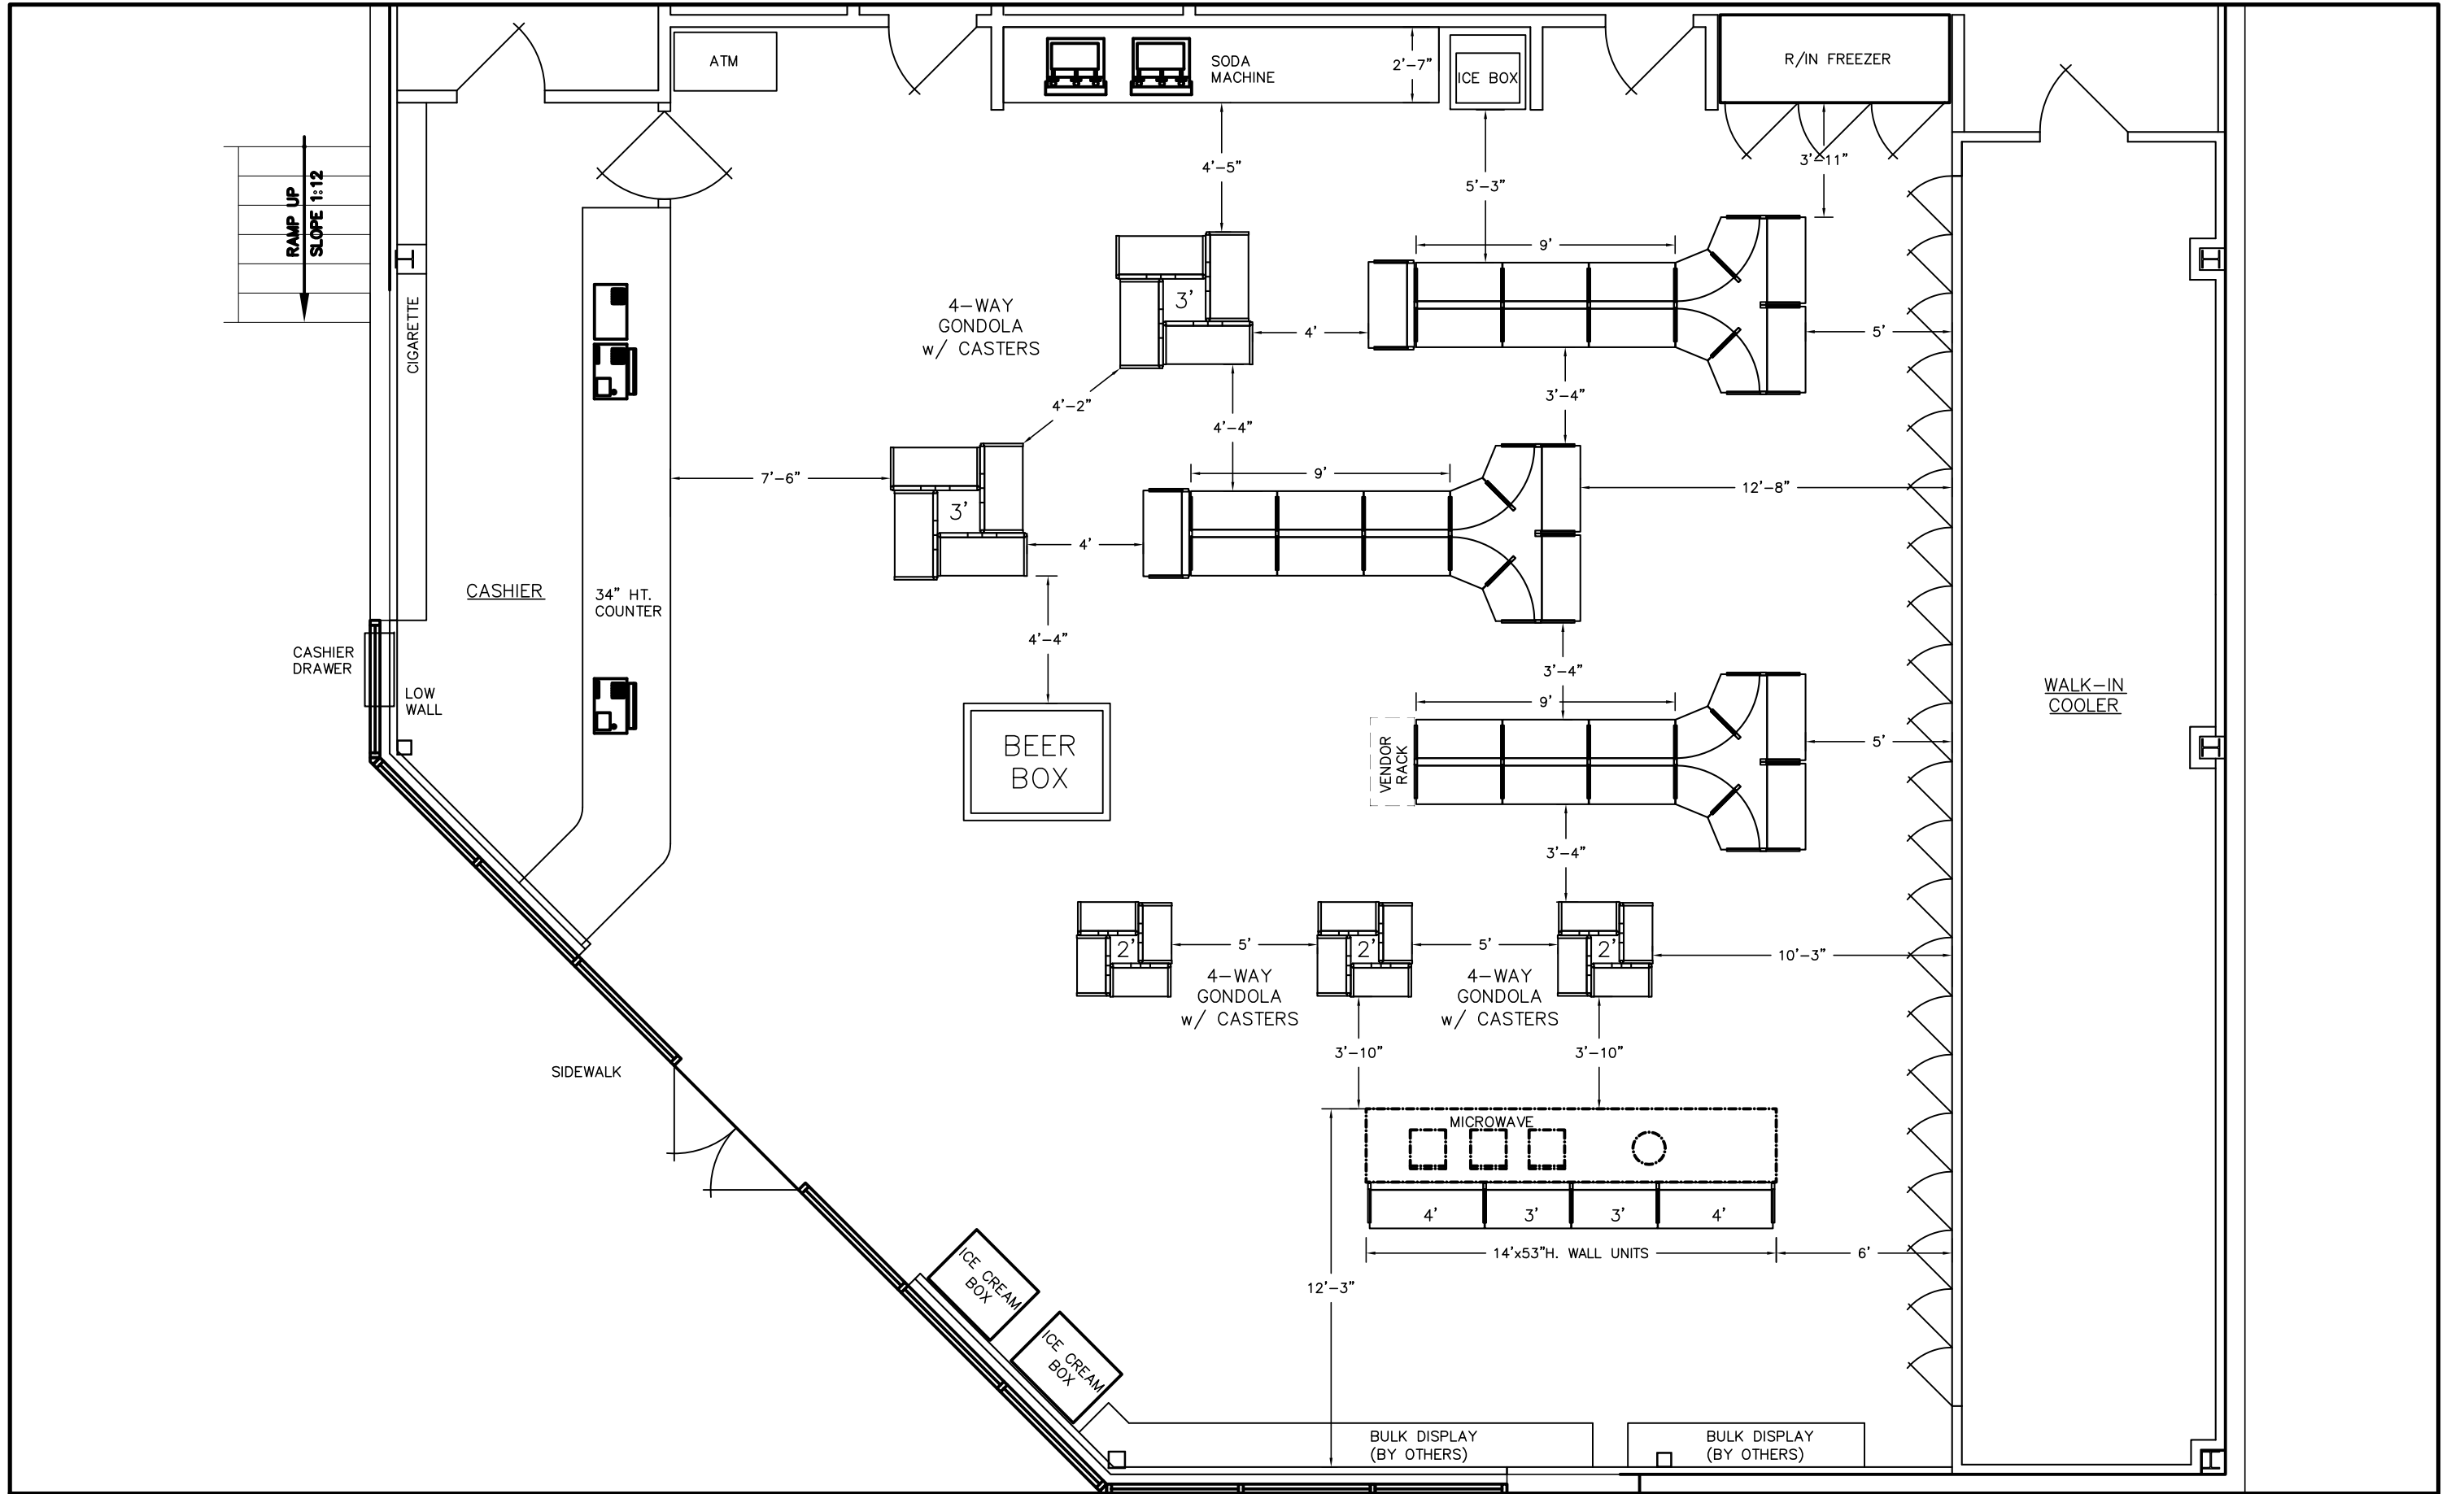 ATM
SODA
MACHINE
2'-7"
ICE BOX
R/IN FREEZER
RAMP UP
SLOPE 1:12
4'-5"
5'-3"
3'-11"
CIGARETTE
4-WAY
GONDOLA
w/ CASTERS
3'
4'
9'
5'
4'-2"
4'-4"
3'-4"
7'-6"
3'
9'
12'-8"
4'
CASHIER
34" HT.
COUNTER
4'-4"
CASHIER
DRAWER
LOW
WALL
3'-4"
WALK-IN
COOLER
BEER
BOX
VENDOR
RACK
9'
5'
3'-4"
2'
5'
2'
5'
2'
10'-3"
4-WAY
GONDOLA
w/ CASTERS
4-WAY
GONDOLA
w/ CASTERS
SIDEWALK
3'-10"
3'-10"
MICROWAVE
4'
3'
3'
4'
14'x53"H. WALL UNITS
6'
12'-3"
ICE CREAM
BOX
ICE CREAM
BOX
BULK DISPLAY
(BY OTHERS)
BULK DISPLAY
(BY OTHERS)